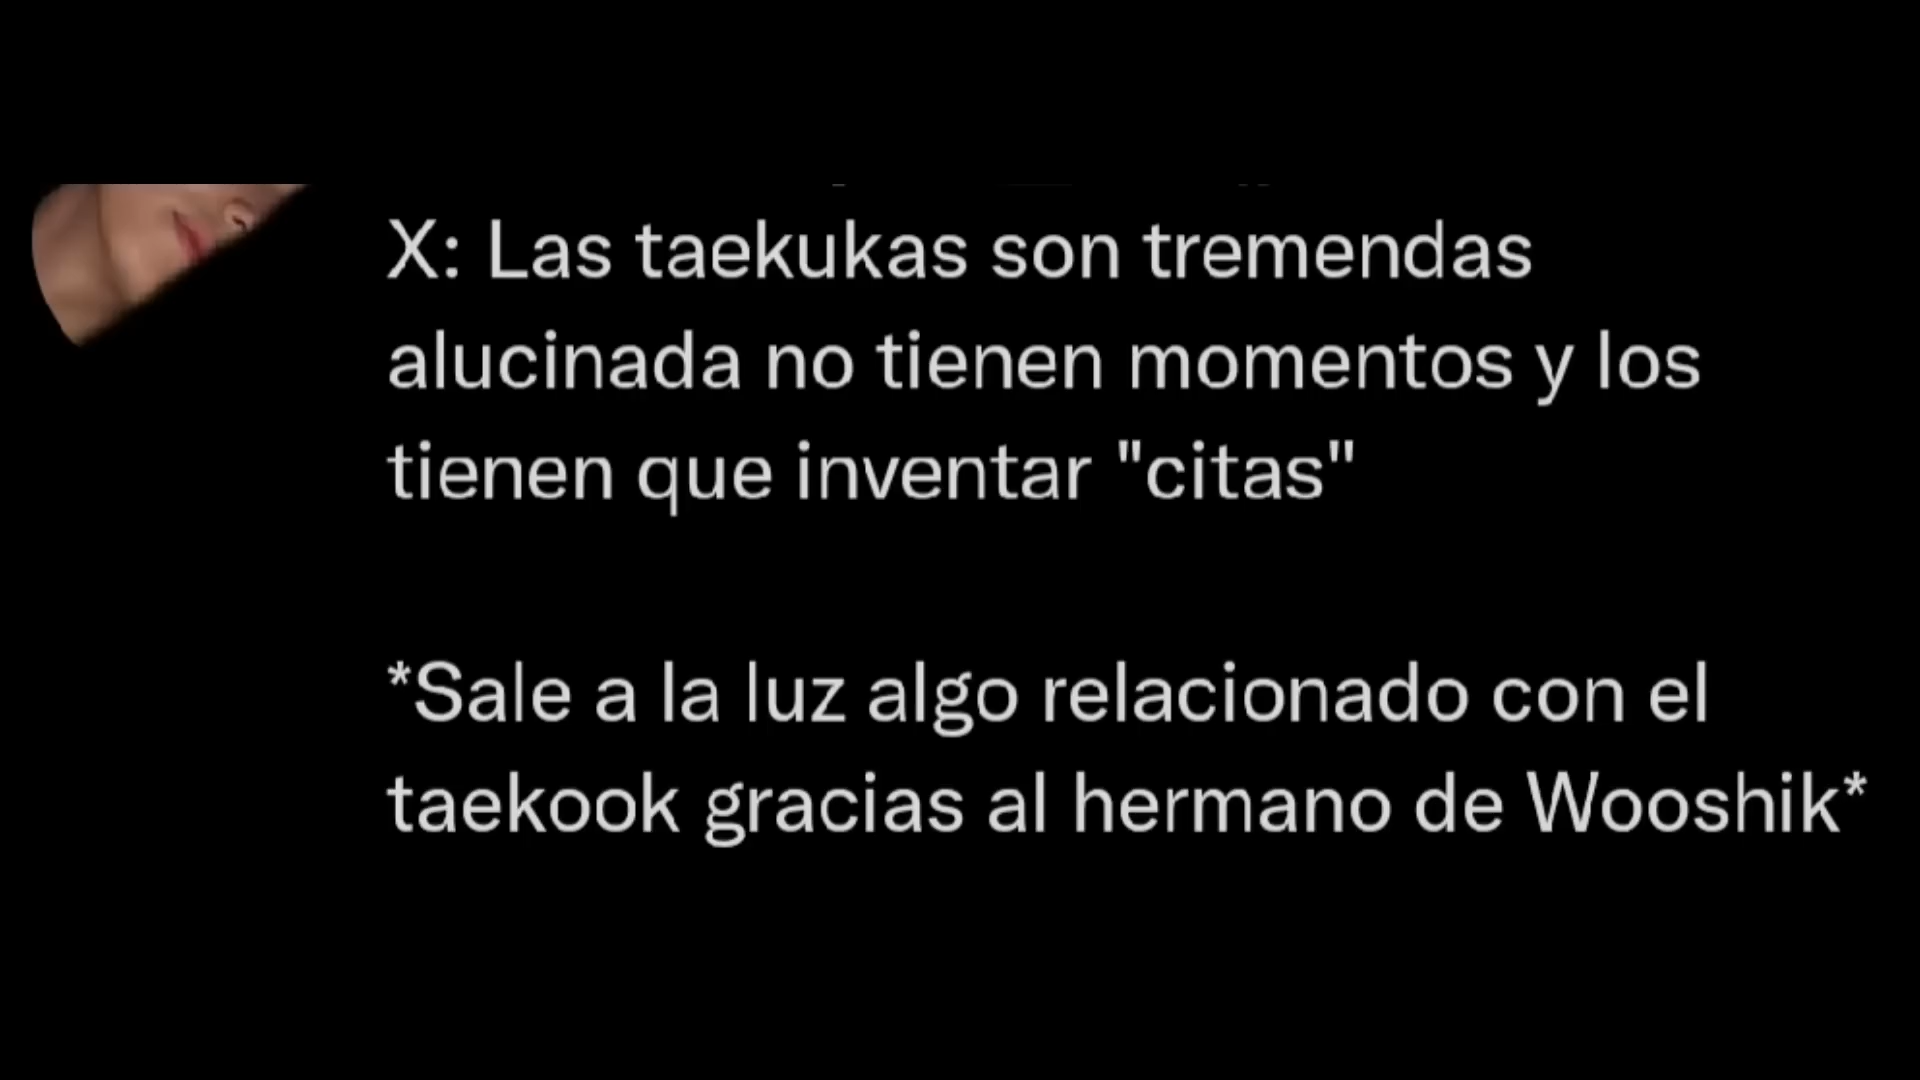 X: Las taekukas son tremendas
alucinada no tienen momentos y los
tienen que inventar "citas"
*Sale a la luz algo relacionado con el
taekook gracias al hermano de Wooshik*